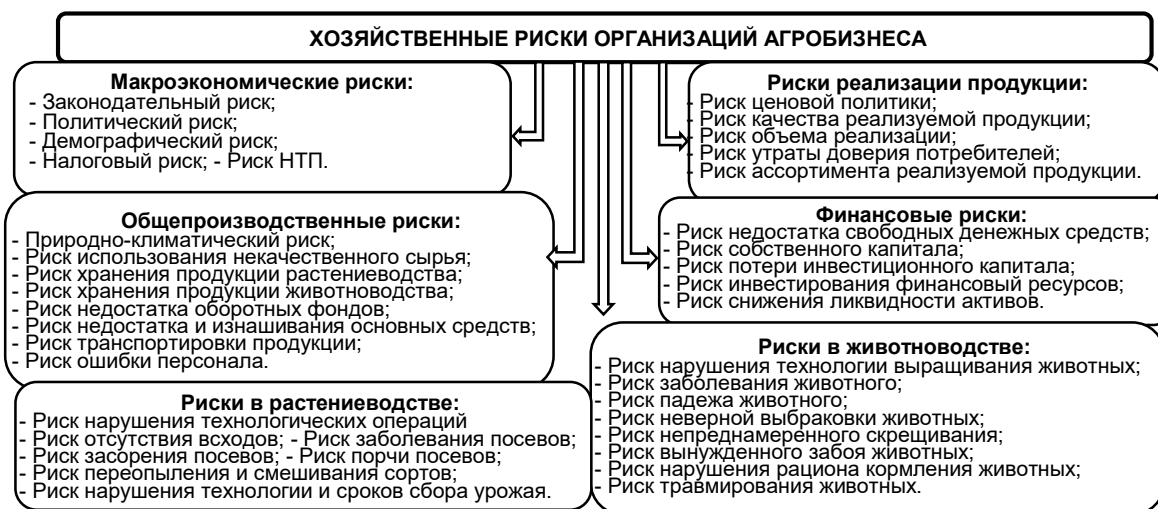 ХОЗЯЙСТВЕННЫЕ РИСКИ ОРГАНИЗАЦИЙ АГРОБИЗНЕСА
Макроэкономические риски:
- Законодательный риск;
- Политический риск;
- Демографический риск;
- Налоговый риск; - Риск НТП.
Риски реализации продукции:
- Риск ценовой политики;
- Риск качества реализуемой продукции;
- Риск объема реализации;
- Риск утраты доверия потребителей;
- Риск ассортимента реализуемой продукции.
Общепроизводственные риски:
- Природно-климатический риск;
- Риск использования некачественного сырья;
- Риск хранения продукции растениеводства;
- Риск хранения продукции животноводства;
- Риск недостатка оборотных фондов;
- Риск недостатка и изнашивания основных средств;
- Риск транспортировки продукции;
- Риск ошибки персонала.
Финансовые риски:
- Риск недостатка свободных денежных средств;
- Риск собственного капитала;
- Риск потери инвестиционного капитала;
- Риск инвестирования финансовый ресурсов;
- Риск снижения ликвидности активов.
Риски в растениеводстве:
- Риск нарушения технологических операций
- Риск отсутствия всходов; - Риск заболевания посевов;
- Риск засорения посевов; - Риск порчи посевов;
- Риск переопыления и смешивания сортов;
- Риск нарушения технологии и сроков сбора урожая.
Риски в животноводстве:
- Риск нарушения технологии выращивания животных;
- Риск заболевания животного;
- Риск падежа животного;
- Риск неверной выбраковки животных;
- Риск непреднамеренного скрещивания;
- Риск вынужденного забоя животных;
- Риск нарушения рациона кормления животных;
- Риск травмирования животных.